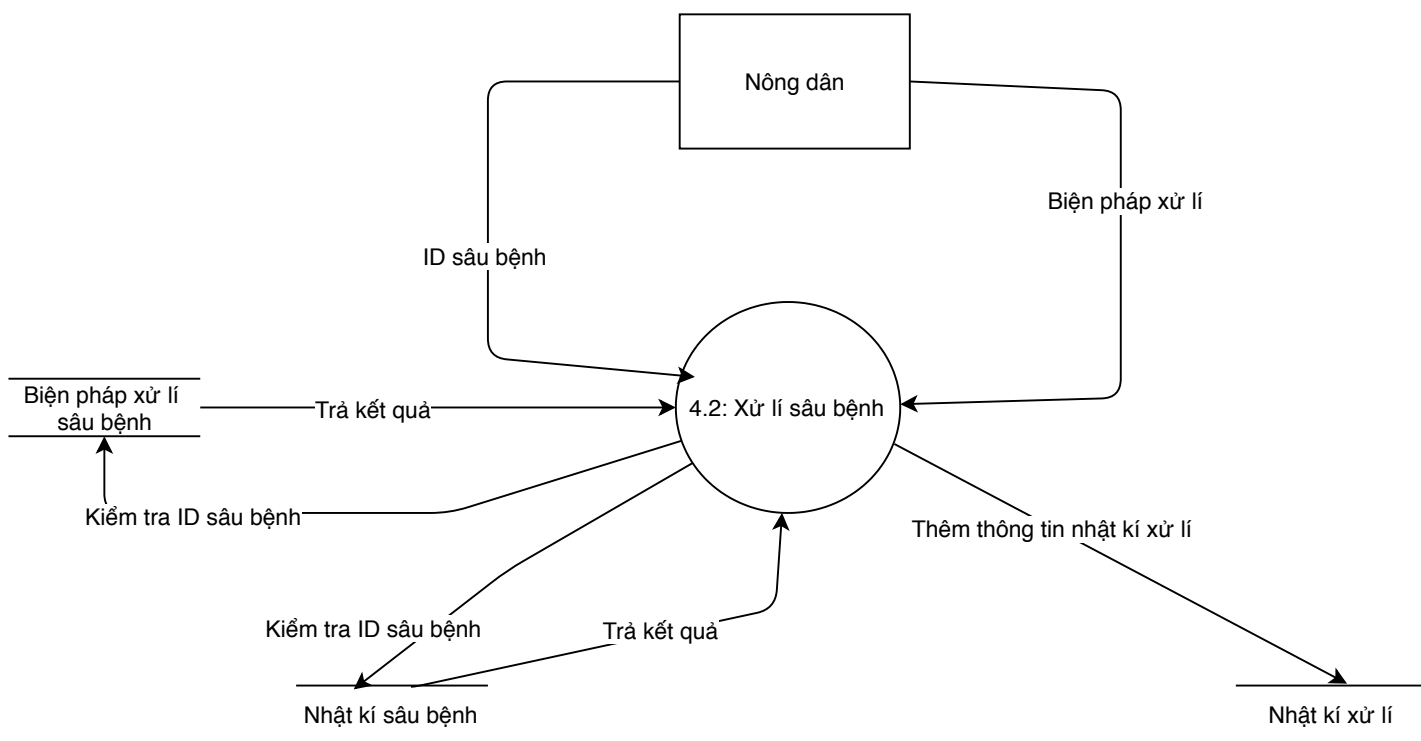 Nông dân
Biện pháp xử lí
ID sâu bệnh
Biện pháp xử lí
sâu bệnh
Trả kết quả
4.2: Xử lí sâu bệnh
Kiểm tra ID sâu bệnh
Thêm thông tin nhật kí xử lí
Kiểm tra ID sâu bệnh
Trả kết quả
Nhật kí sâu bệnh
Nhật kí xử lí